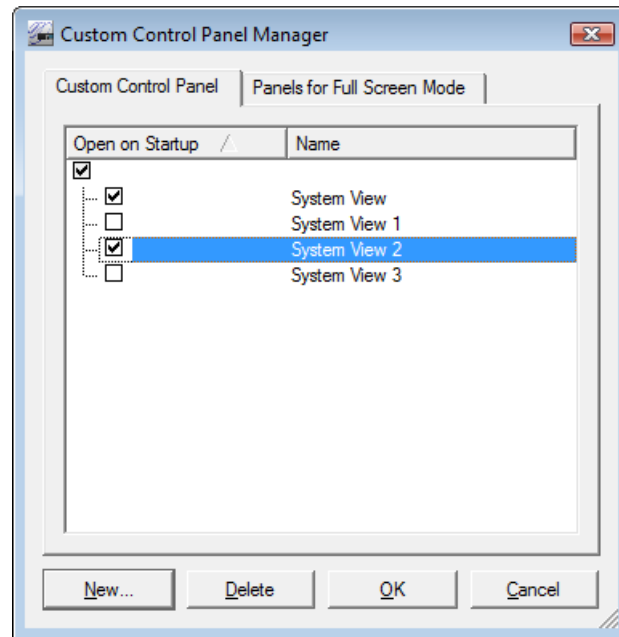 Custom Control Panel Manager
Custom Control Panel Panels for Full Screen Mode
Open on Startup Name
System View
System View 1
System View 2
System View 3
New... Delete OK Cancel